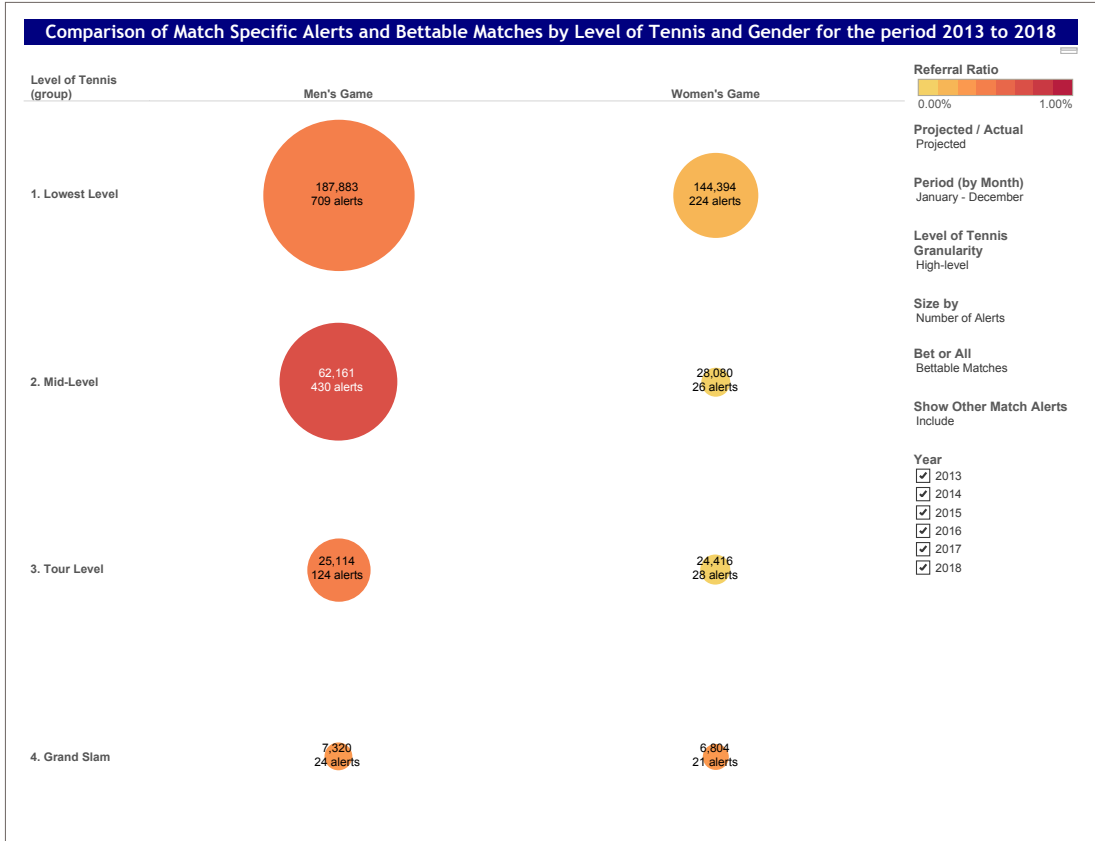 Comparison of Match Specific Alerts and Bettable Matches by Level of Tennis and Gender for the period 2013 to 2018
Level of Tennis
(group)
Men's Game
Women's Game
1. Lowest Level
187,883
709 alerts
144,394
224 alerts
2. Mid-Level
62,161
430 alerts
28,080
26 alerts
3. Tour Level
25,114
124 alerts
24,416
28 alerts
4. Grand Slam
7,320
24 alerts
6,804
21 alerts
Referral Ratio
0.00% 1.00%
Projected / Actual
Projected
Period (by Month)
January - December
Level of Tennis
Granularity
High-level
Size by
Number of Alerts
Bet or All
Bettable Matches
Show Other Match Alerts
Include
Year
2013
2014
2015
2016
2017
2018